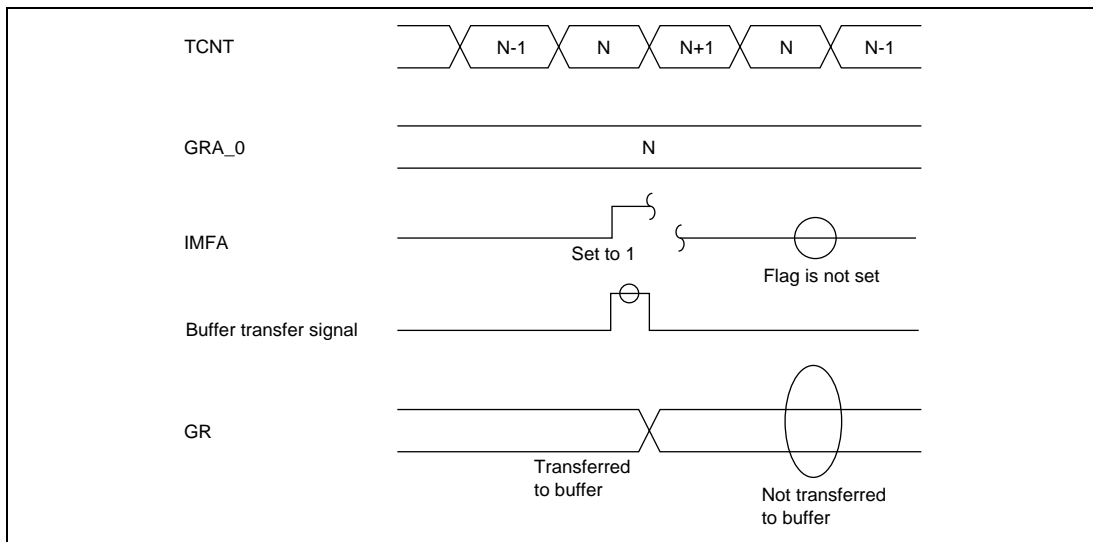 TCNT
N-1 N N+1 N N-1
GRA_0
N
IMFA
Set to 1
Flag is not set
Buffer transfer signal
GR
Transferred
to buffer
Not transferred
to buffer